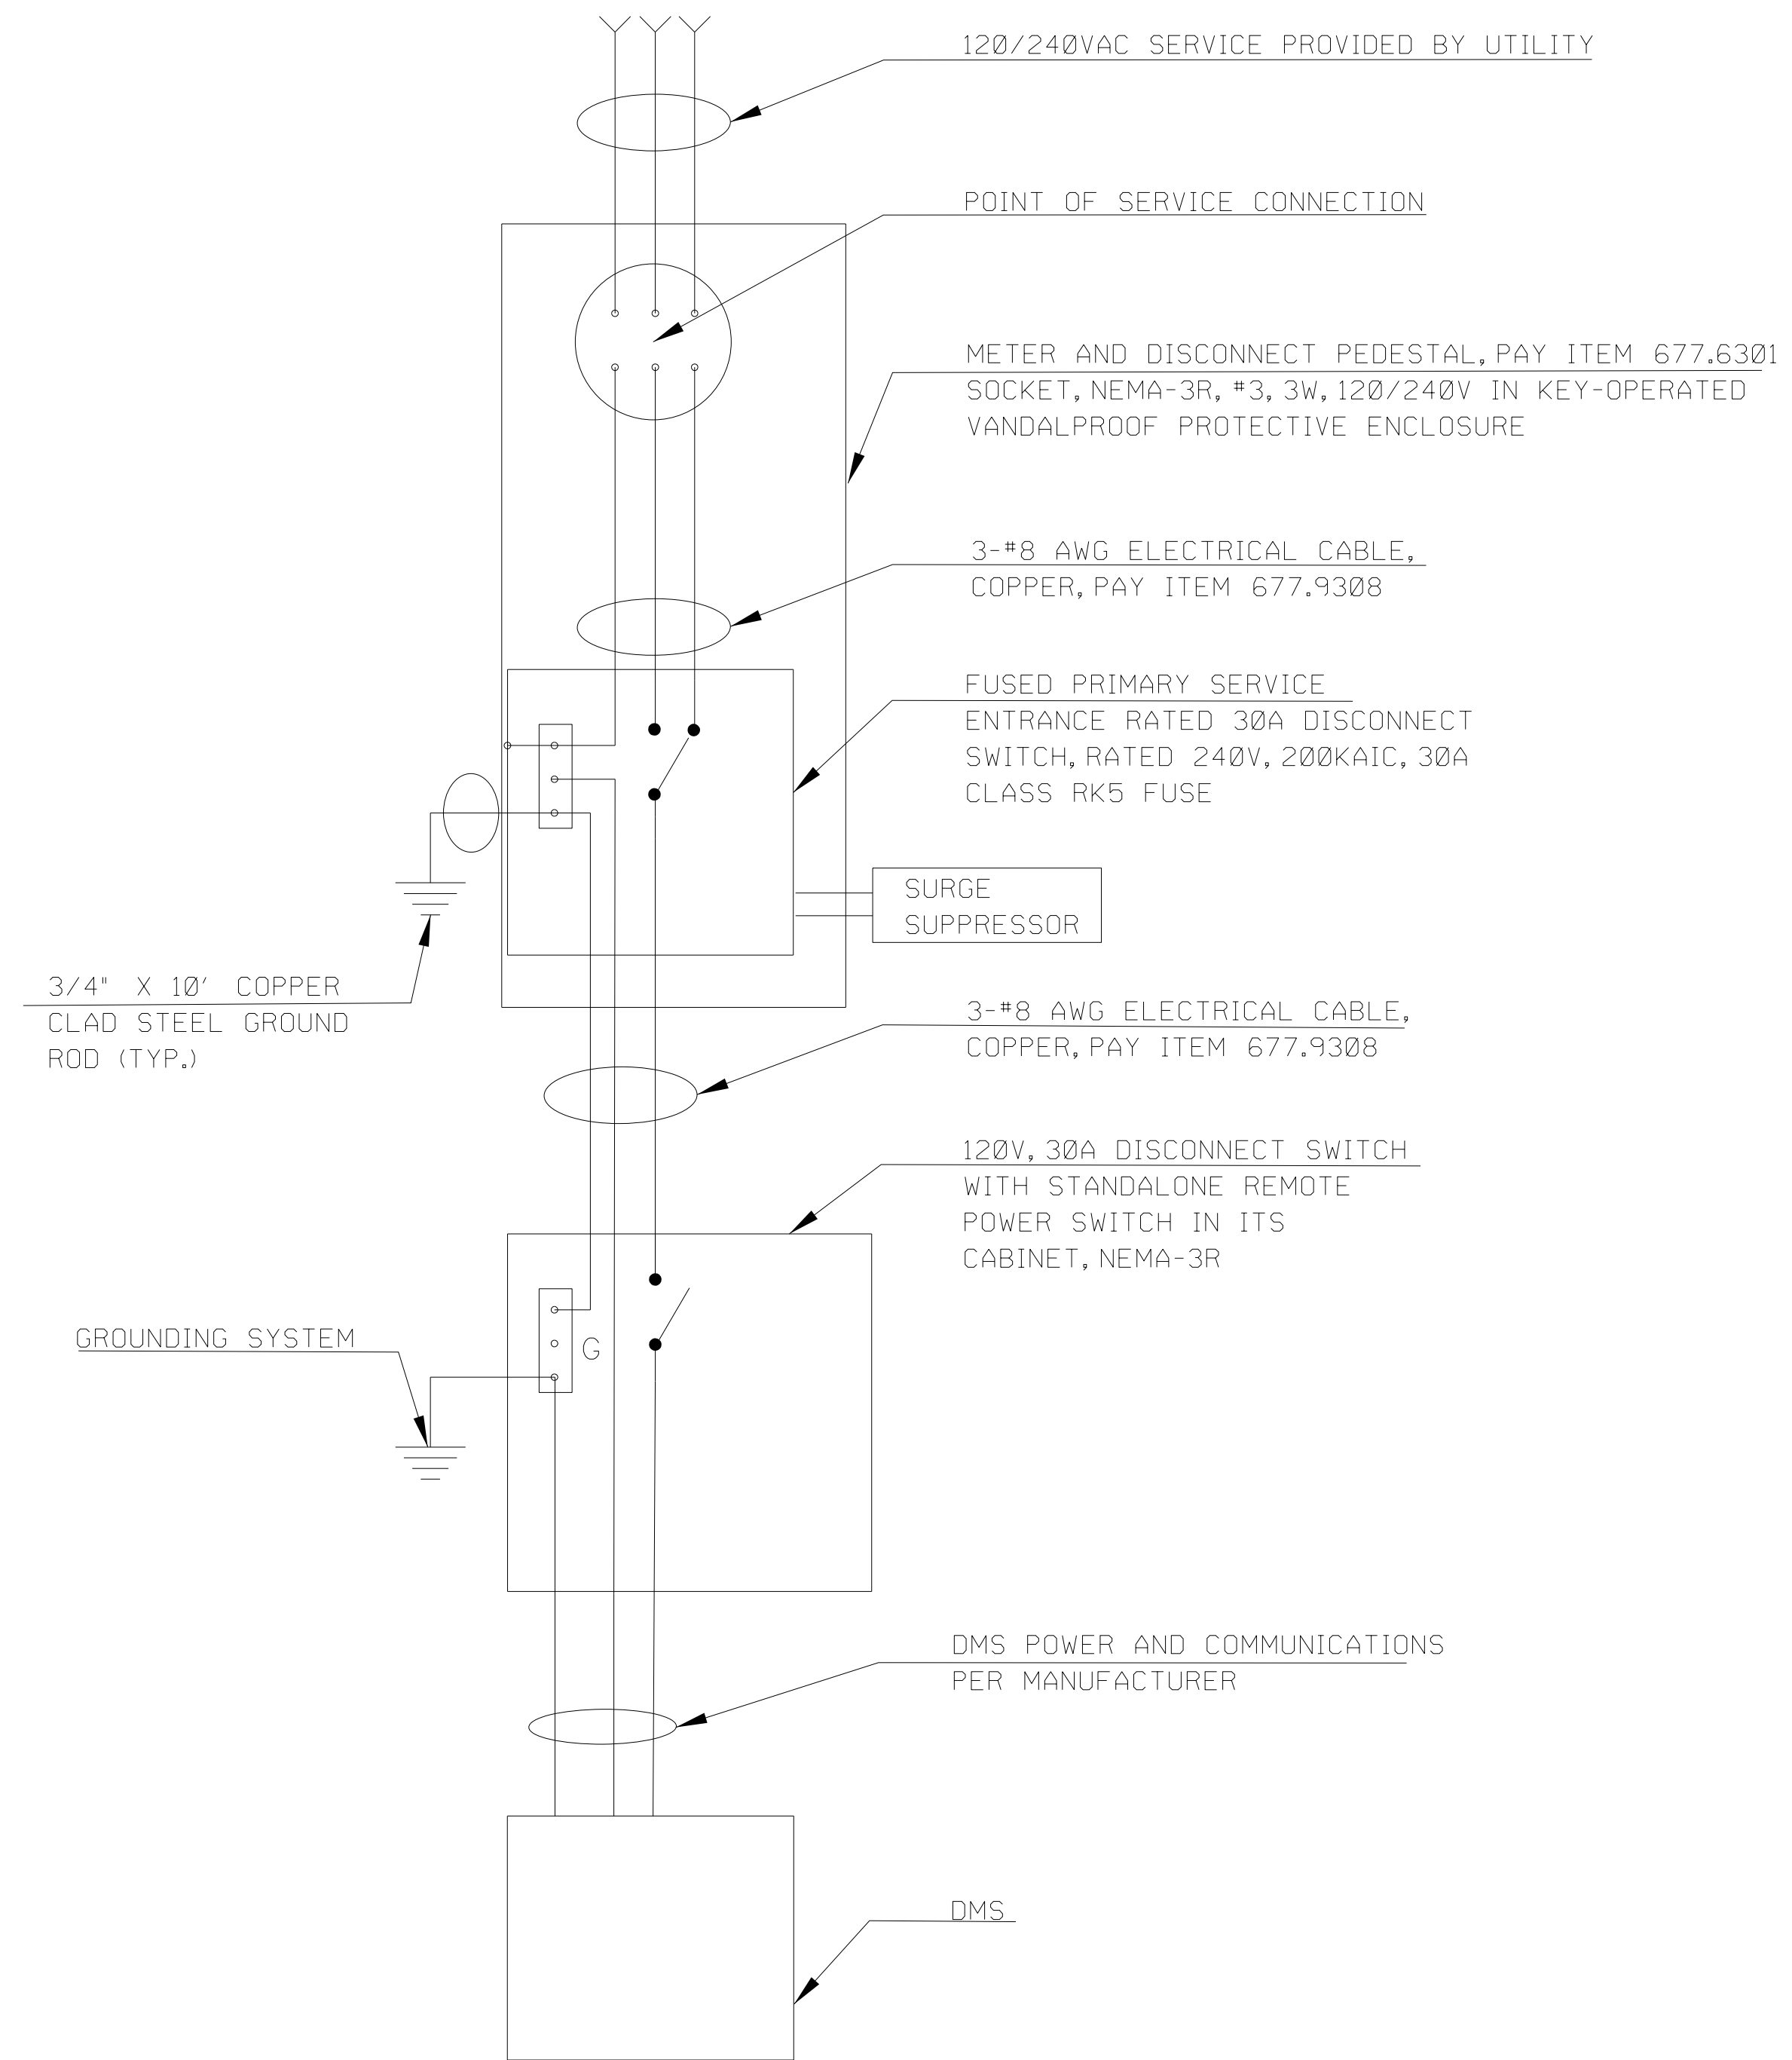 120/240VAC SERVICE PROVIDED BY UTILITY
POINT OF SERVICE CONNECTION
METER AND DISCONNECT PEDESTAL, PAY ITEM 677.6301
SOCKET, NEMA-3R, #3, 3W, 120/240V IN KEY-OPERATED
VANDALPROOF PROTECTIVE ENCLOSURE
3-#8 AWG ELECTRICAL CABLE,
COPPER, PAY ITEM 677.9308
FUSED PRIMARY SERVICE
ENTRANCE RATED 30A DISCONNECT
SWITCH, RATED 240V, 200KAIC, 30A
CLASS RK5 FUSE
SURGE
SUPPRESSOR
3/4" X 10' COPPER
CLAD STEEL GROUND
ROD (TYP.)
3-#8 AWG ELECTRICAL CABLE,
COPPER, PAY ITEM 677.9308
120V, 30A DISCONNECT SWITCH
WITH STANDALONE REMOTE
POWER SWITCH IN ITS
CABINET, NEMA-3R
GROUNDING SYSTEM
G
DMS POWER AND COMMUNICATIONS
PER MANUFACTURER
DMS